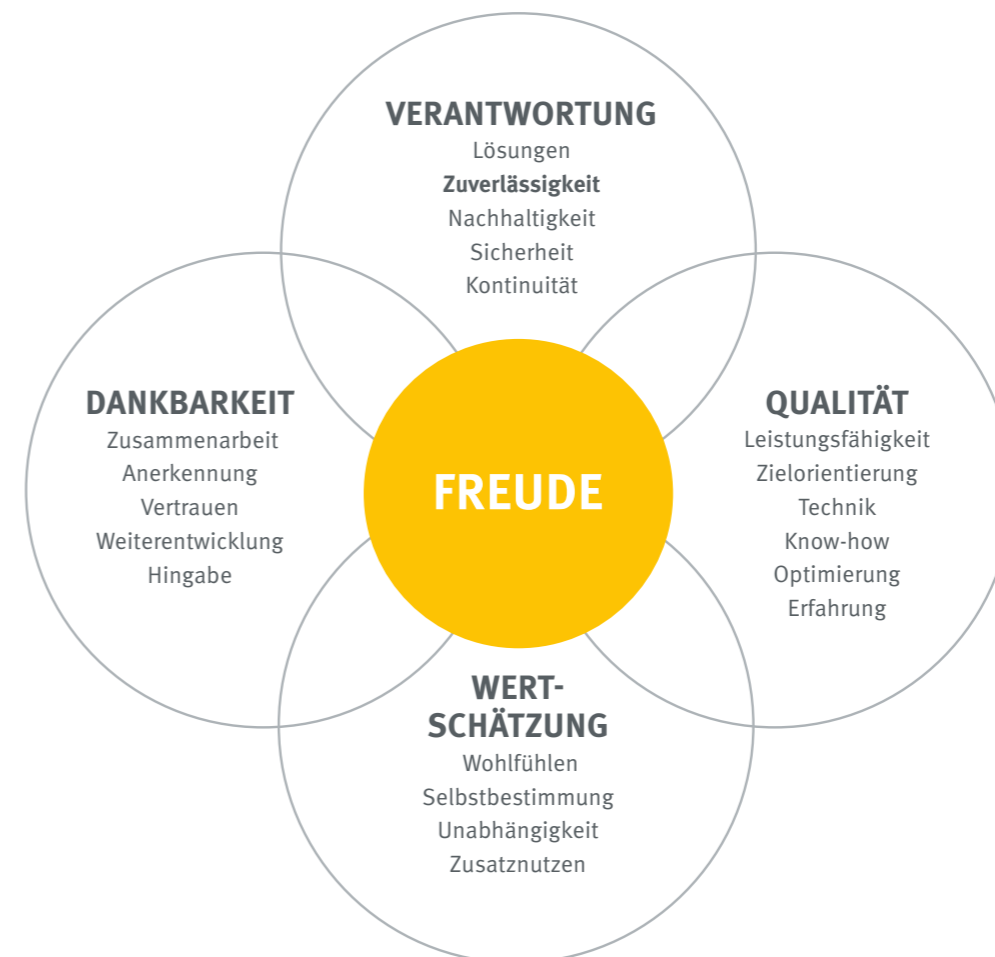 VERANTWORTUNG
Lösungen
Zuverlässigkeit
Nachhaltigkeit
Sicherheit
Kontinuität
DANKBARKEIT
Zusammenarbeit
Anerkennung
Vertrauen
Weiterentwicklung
Hingabe
FREUDE
QUALITÄT
Leistungsfähigkeit
Zielorientierung
Technik
Know-how
Optimierung
Erfahrung
WERT-
SCHÄTZUNG
Wohlfühlen
Selbstbestimmung
Unabhängigkeit
Zusatznutzen